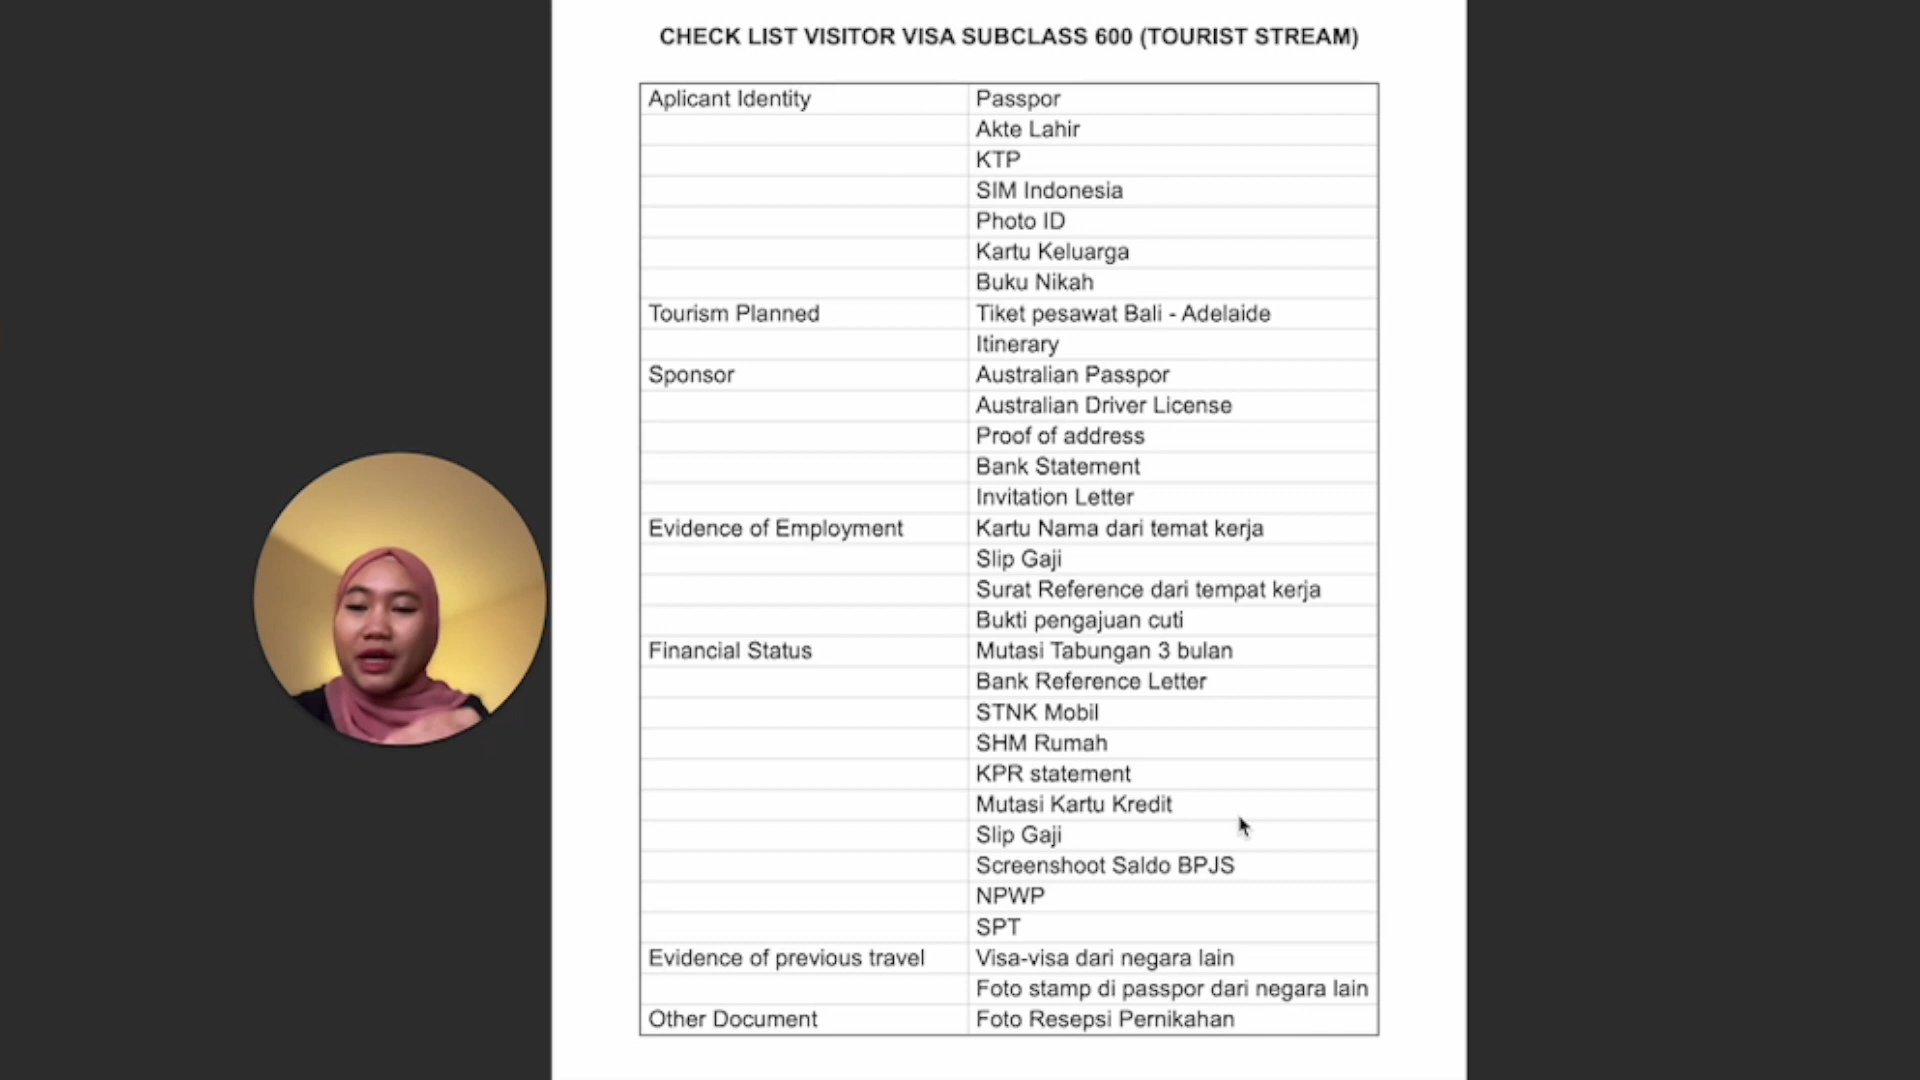 CHECK LIST VISITOR VISA SUBCLASS 600 (TOURIST STREAM)
Aplicant Identity Passpor
Akte Lahir
KTP
SIM Indonesia
Photo ID
Kartu Keluarga
Buku Nikah
Tourism Planned Tiket pesawat Bali - Adelaide
Itinerary
Sponsor Australian Passpor
Australian Driver License
Proof of address
Bank Statement
Invitation Letter
Evidence of Employment Kartu Nama dari temat kerja
Slip Gaji
Surat Reference dari tempat kerja
Bukti pengajuan cuti
Financial Status Mutasi Tabungan 3 bulan
Bank Reference Letter
STNK Mobil
SHM Rumah
KPR statement
Mutasi Kartu Kredit
Slip Gaji
Screenshoot Saldo BPJS
NPWP
SPT
Evidence of previous travel Visa-visa dari negara lain
Foto stamp di passpor dari negara lain
Other Document Foto Resepsi Pernikahan